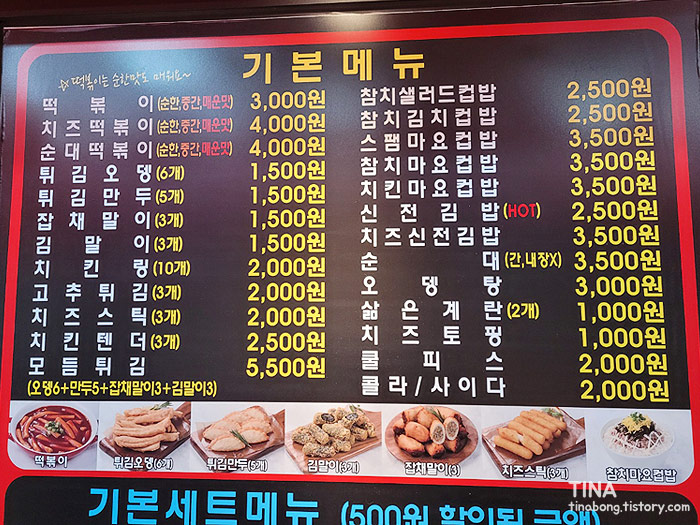 기본메뉴
☆ 떡볶이는 순한맛도 매워요~
떡볶이(순한,중간,매운맛) 3,000원
치즈떡볶이(순한,중간,매운맛) 4,000원
순대떡볶이(순한,중간,매운맛) 4,000원
튀김오뎅(6개) 1,500원
튀김만두(5개) 1,500원
잡채말이(3개) 1,500원
김말이(3개) 1,500원
치킨링(10개) 2,000원
고추튀김(3개) 2,000원
치즈스틱(3개) 2,000원
치킨텐더(3개) 2,500원
모듬튀김 5,500원
(오뎅6+만두5+잡채말이3+김말이3)
참치샐러드컵밥 2,500원
참치김치컵밥 2,500원
스팸마요컵밥 3,500원
참치마요컵밥 3,500원
치킨마요컵밥 3,500원
신전김밥(HOT) 2,500원
치즈신전김밥 3,500원
순대(간,내장X) 3,500원
오뎅탕 3,000원
삶은계란(2개) 1,000원
치즈토핑 1,000원
쿨피스 2,000원
콜라/사이다 2,000원
떡볶이
튀김오뎅(6개)
튀김만두(5개)
김말이(3개)
잡채말이(3)
치즈스틱(3개)
참치마요컵밥
기본세트메뉴 (500원 할인된 금액)
TINA
tinabong.tistory.com